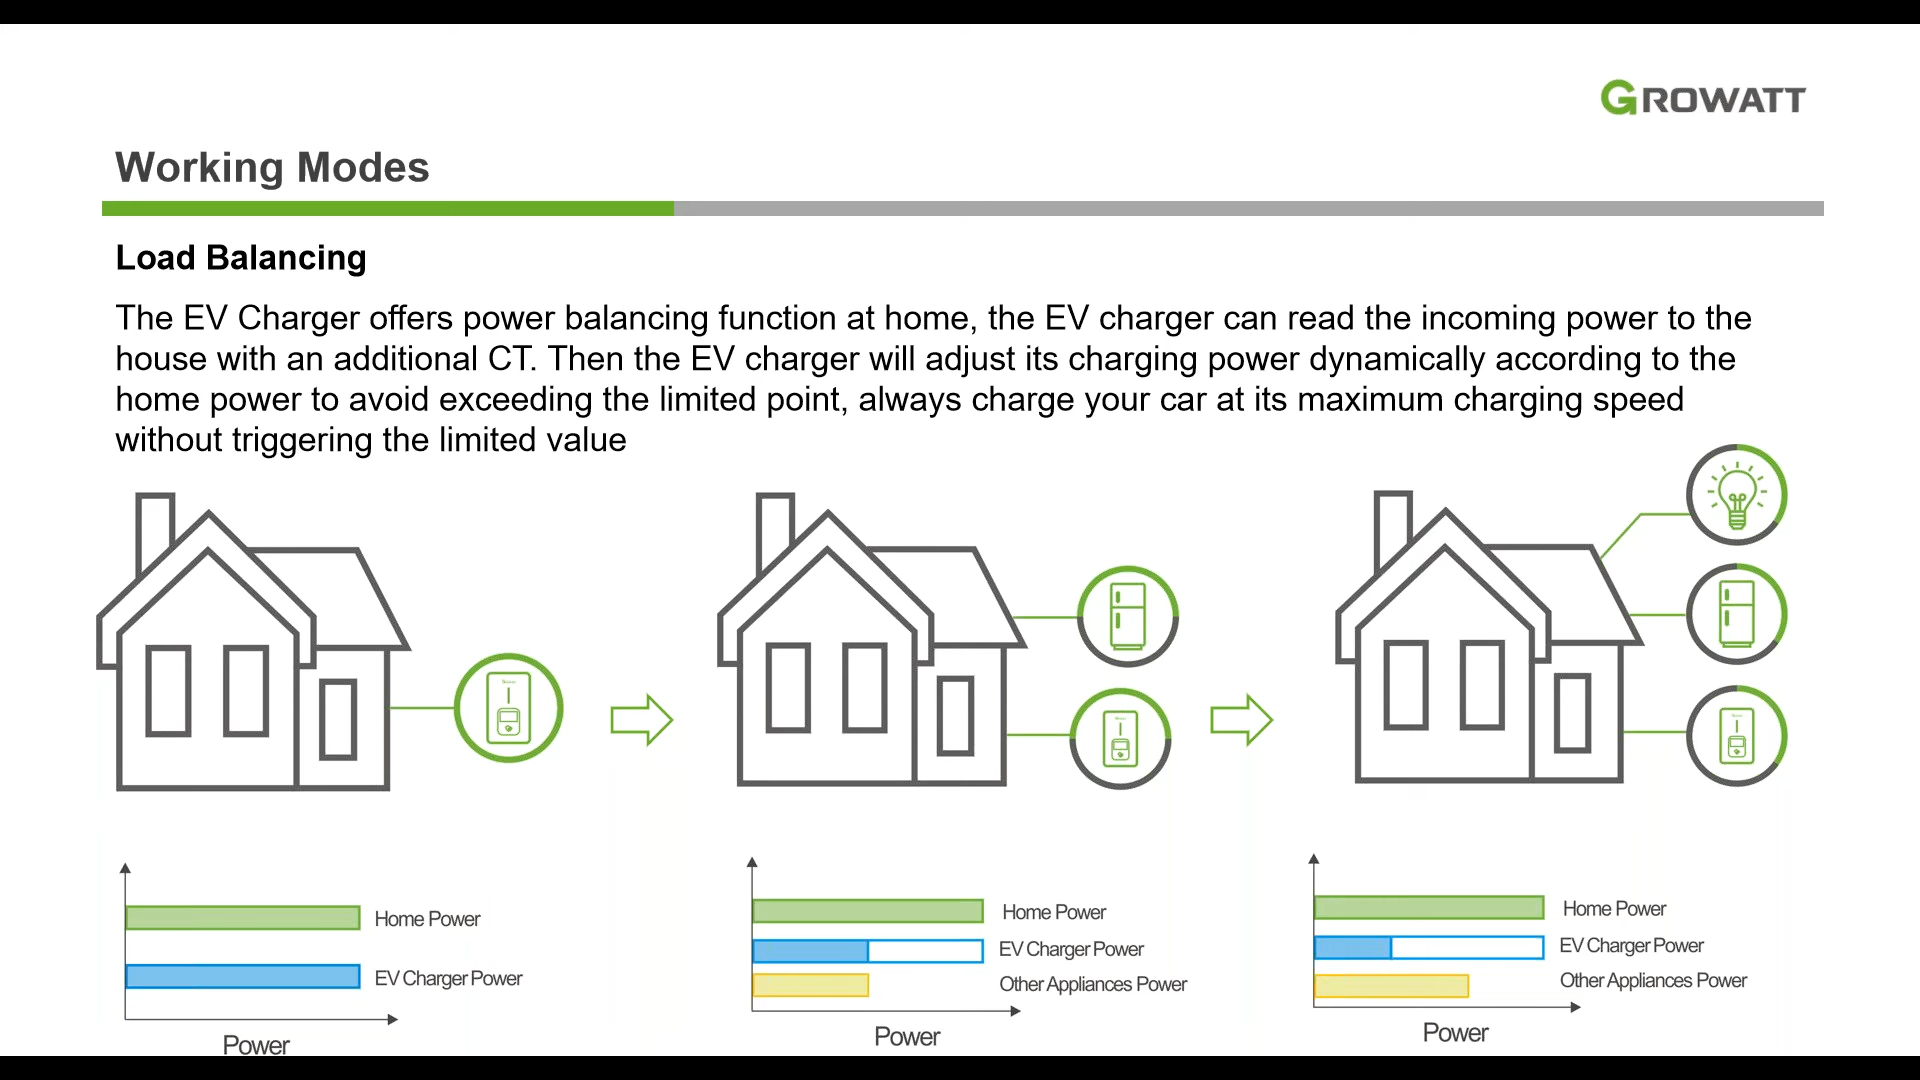 GROWATT
Working Modes
Load Balancing
The EV Charger offers power balancing function at home, the EV charger can read the incoming power to the
house with an additional CT. Then the EV charger will adjust its charging power dynamically according to the
home power to avoid exceeding the limited point, always charge your car at its maximum charging speed
without triggering the limited value
Home Power
EV Charger Power
Power
Home Power
EV Charger Power
Other Appliances Power
Power
Home Power
EV Charger Power
Other Appliances Power
Power